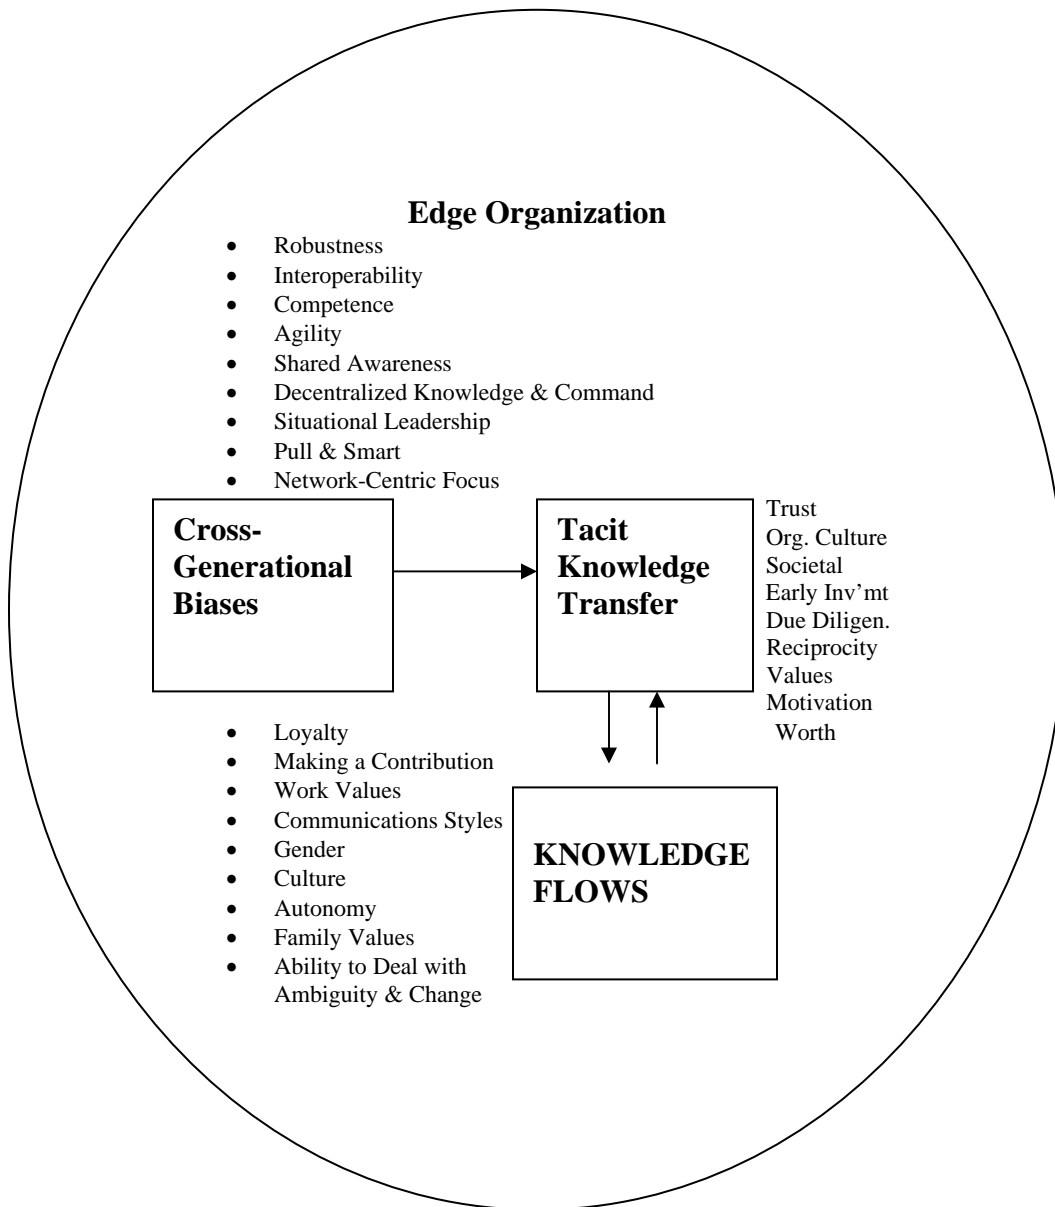 Edge Organization
• Robustness
• Interoperability
• Competence
• Agility
• Shared Awareness
• Decentralized Knowledge & Command
• Situational Leadership
• Pull & Smart
• Network-Centric Focus
Cross-
Generational
Biases
Tacit
Knowledge
Transfer
Trust
Org. Culture
Societal
Early Inv’mt
Due Diligen.
Reciprocity
Values
Motivation
Worth
• Loyalty
• Making a Contribution
• Work Values
• Communications Styles
• Gender
• Culture
• Autonomy
• Family Values
• Ability to Deal with
Ambiguity & Change
KNOWLEDGE
FLOWS